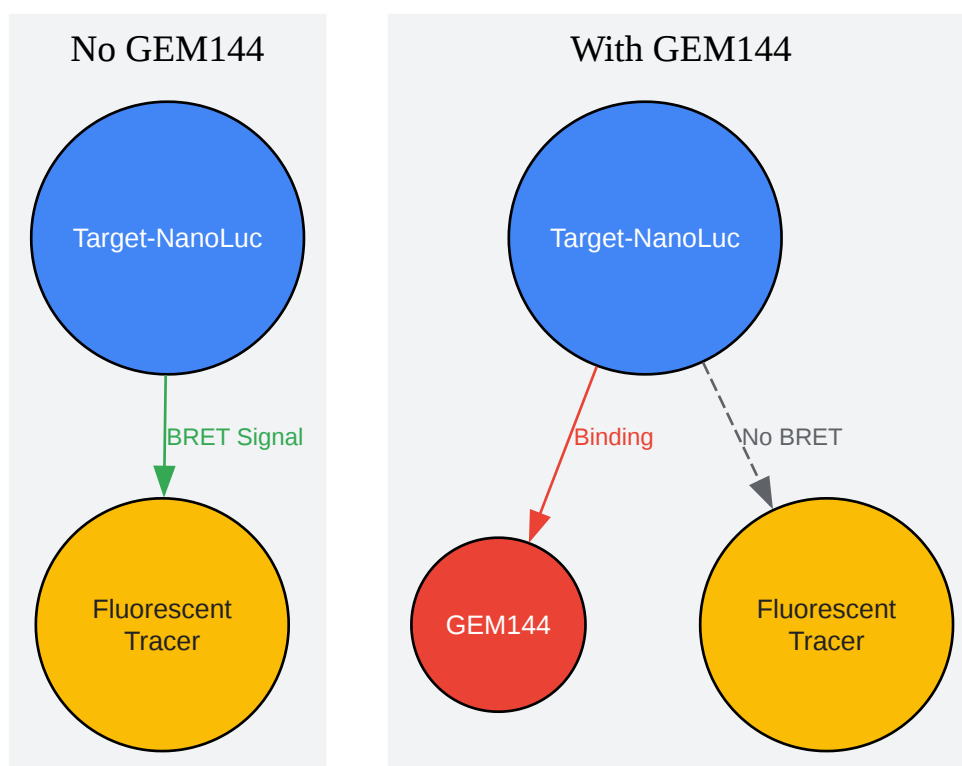 No GEM144
Target-NanoLuc
BRET Signal
Fluorescent
Tracer
With GEM144
Target-NanoLuc
Binding
No BRET
GEM144
Fluorescent
Tracer